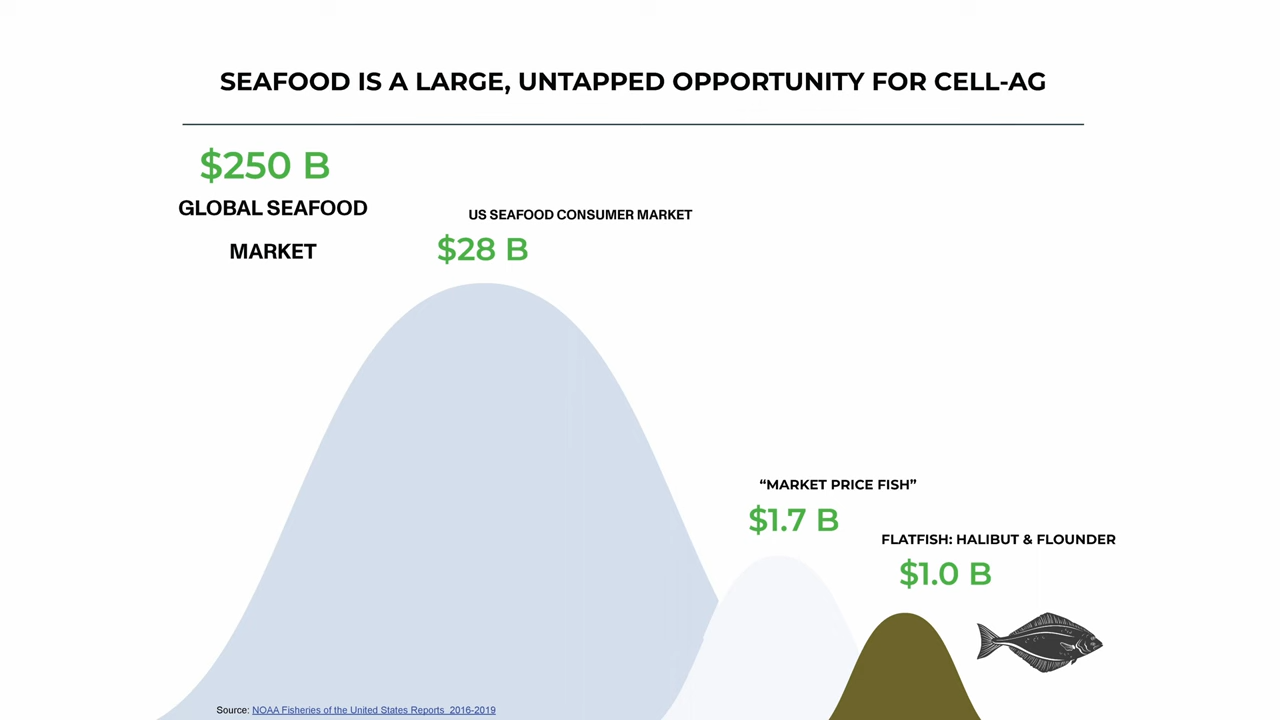 SEAFOOD IS A LARGE, UNTAPPED OPPORTUNITY FOR CELL-AG
$250 B
GLOBAL SEAFOOD
MARKET
US SEAFOOD CONSUMER MARKET
$28 B
“MARKET PRICE FISH”
$1.7 B
FLATFISH: HALIBUT & FLOUNDER
$1.0 B
Source: NOAA Fisheries of the United States Reports 2016-2019